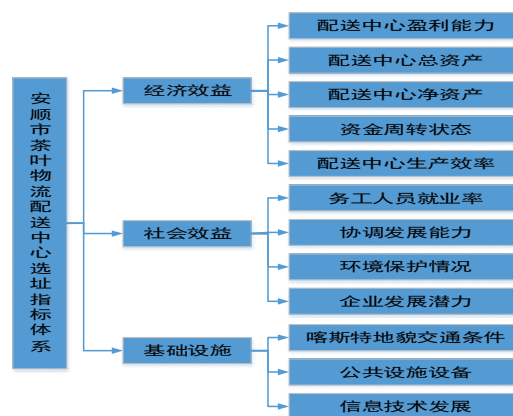 安顺市茶叶物流配送中心选址指标体系
经济效益
配送中心盈利能力
配送中心总资产
配送中心净资产
资金周转状态
配送中心生产效率
社会效益
务工人员就业率
协调发展能力
环境保护情况
企业发展潜力
基础设施
喀斯特地貌交通条件
公共设施设备
信息技术发展